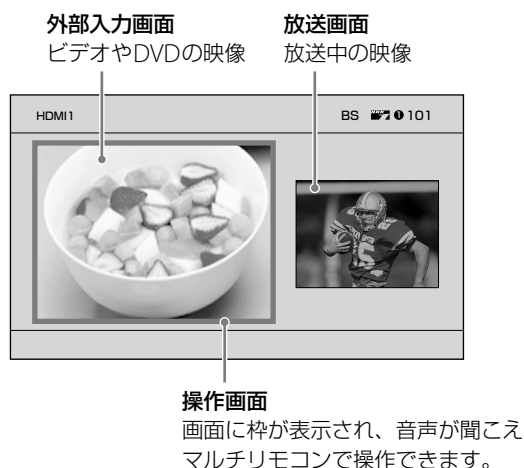 外部入力画面
ビデオやDVDの映像
放送画面
放送中の映像
HDMI1
BS ❶101
操作画面
画面に枠が表示され、音声が聞こえ
マルチリモコンで操作できます。